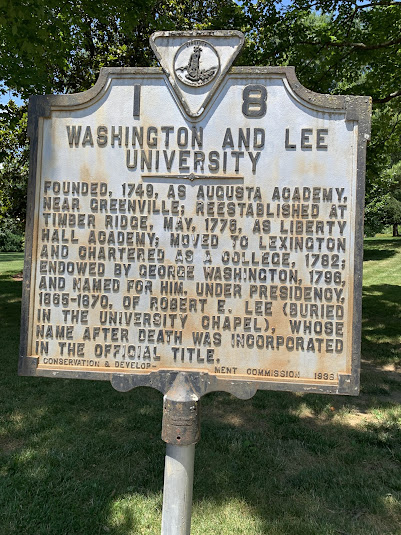 I 8
WASHINGTON AND LEE
UNIVERSITY
FOUNDED, 1749, AS AUGUSTA ACADEMY,
NEAR GREENVILLE; REESTABLISHED AT
TIMBER RIDGE, MAY, 1776, AS LIBERTY
HALL ACADEMY; MOVED TO LEXINGTON
AND CHARTERED AS A COLLEGE, 1782;
ENDOWED BY GEORGE WASHINGTON, 1796,
AND NAMED FOR HIM. UNDER PRESIDENCY,
1865-1870, OF ROBERT E. LEE (BURIED
IN THE UNIVERSITY CHAPEL), WHOSE
NAME AFTER DEATH WAS INCORPORATED
IN THE OFFICIAL TITLE.
CONSERVATION & DEVELOP- MENT COMMISSION